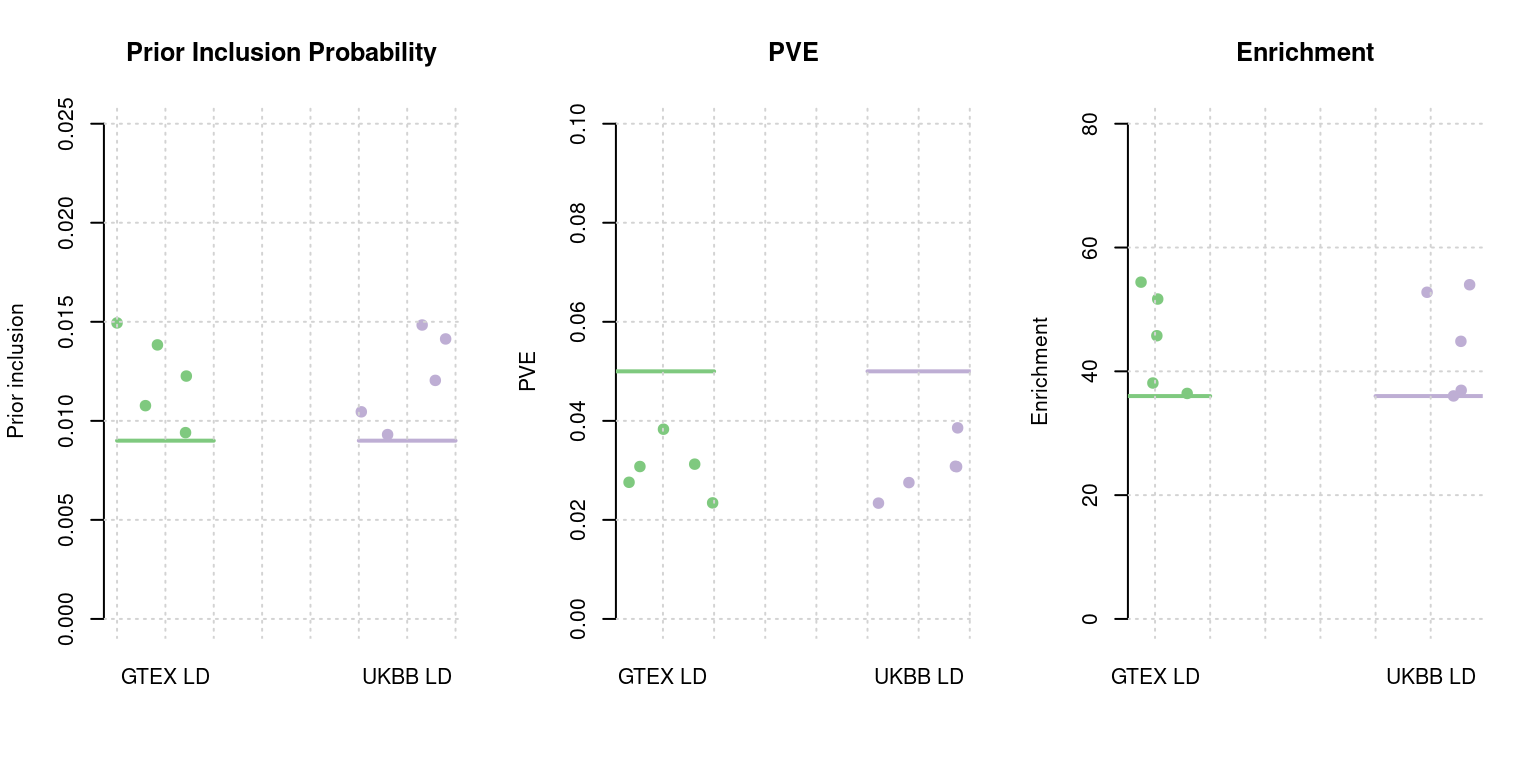 Prior Inclusion Probability
Prior inclusion
0.025
0.020
0.015
0.010
0.005
0.000
GTEX LD
UKBB LD
PVE
PVE
0.10
0.08
0.06
0.04
0.02
0.00
GTEX LD
UKBB LD
Enrichment
Enrichment
80
60
40
20
0
GTEX LD
UKBB LD